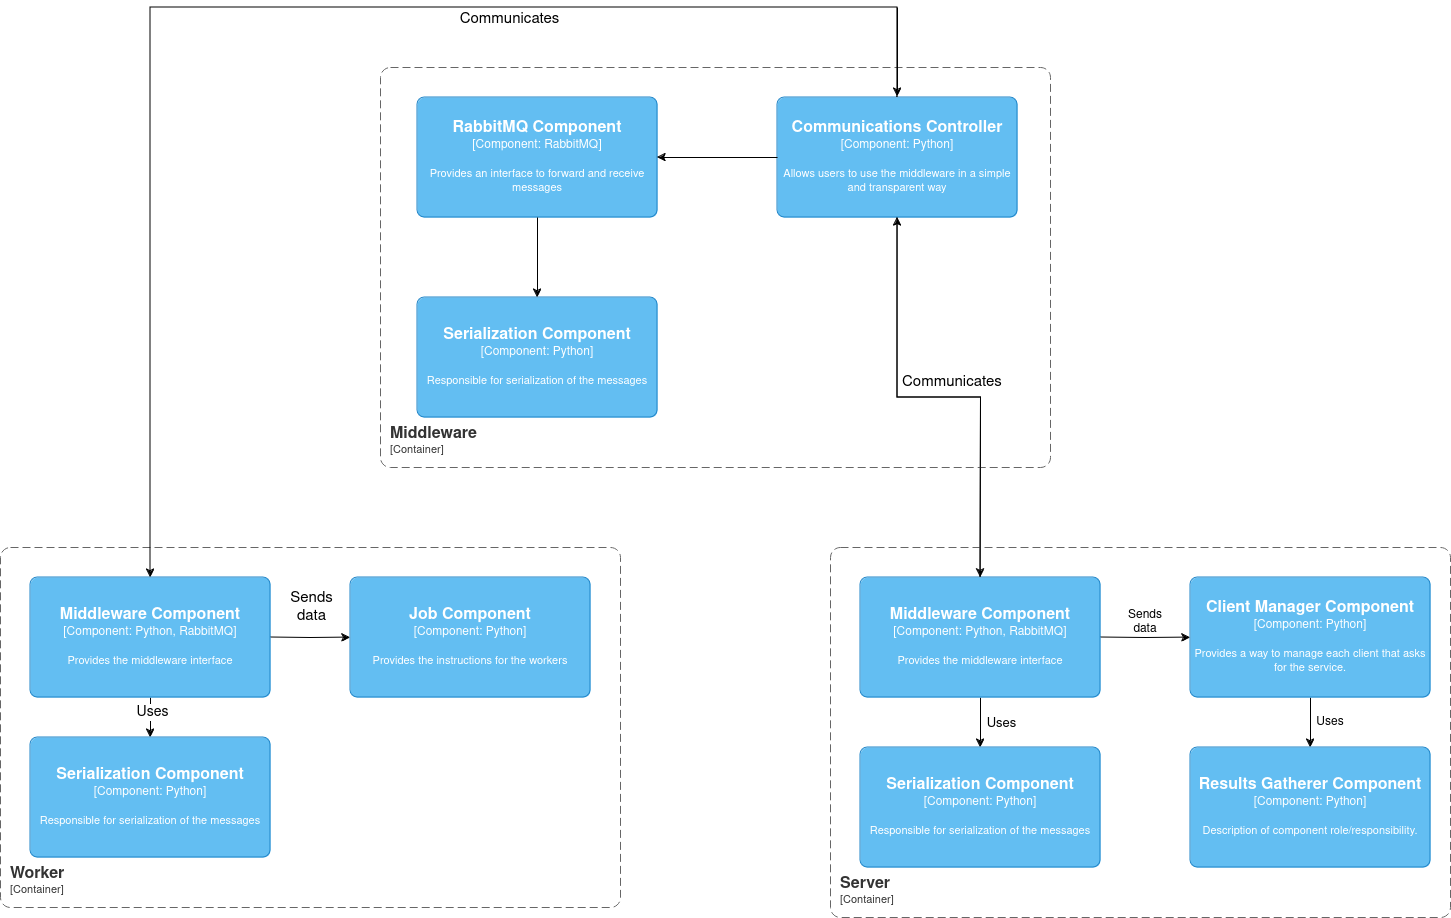 Communicates
RabbitMQ Component
[Component: RabbitMQ]
Provides an interface to forward and receive
messages
Communications Controller
[Component: Python]
Allows users to use the middleware in a simple
and transparent way
Serialization Component
[Component: Python]
Responsible for serialization of the messages
Communicates
Middleware
[Container]
Middleware Component
[Component: Python, RabbitMQ]
Provides the middleware interface
Sends
data
Job Component
[Component: Python]
Provides the instructions for the workers
Uses
Serialization Component
[Component: Python]
Responsible for serialization of the messages
Worker
[Container]
Middleware Component
[Component: Python, RabbitMQ]
Provides the middleware interface
Sends
data
Client Manager Component
[Component: Python]
Provides a way to manage each client that asks
for the service.
Uses
Uses
Serialization Component
[Component: Python]
Responsible for serialization of the messages
Results Gatherer Component
[Component: Python]
Description of component role/responsibility.
Server
[Container]